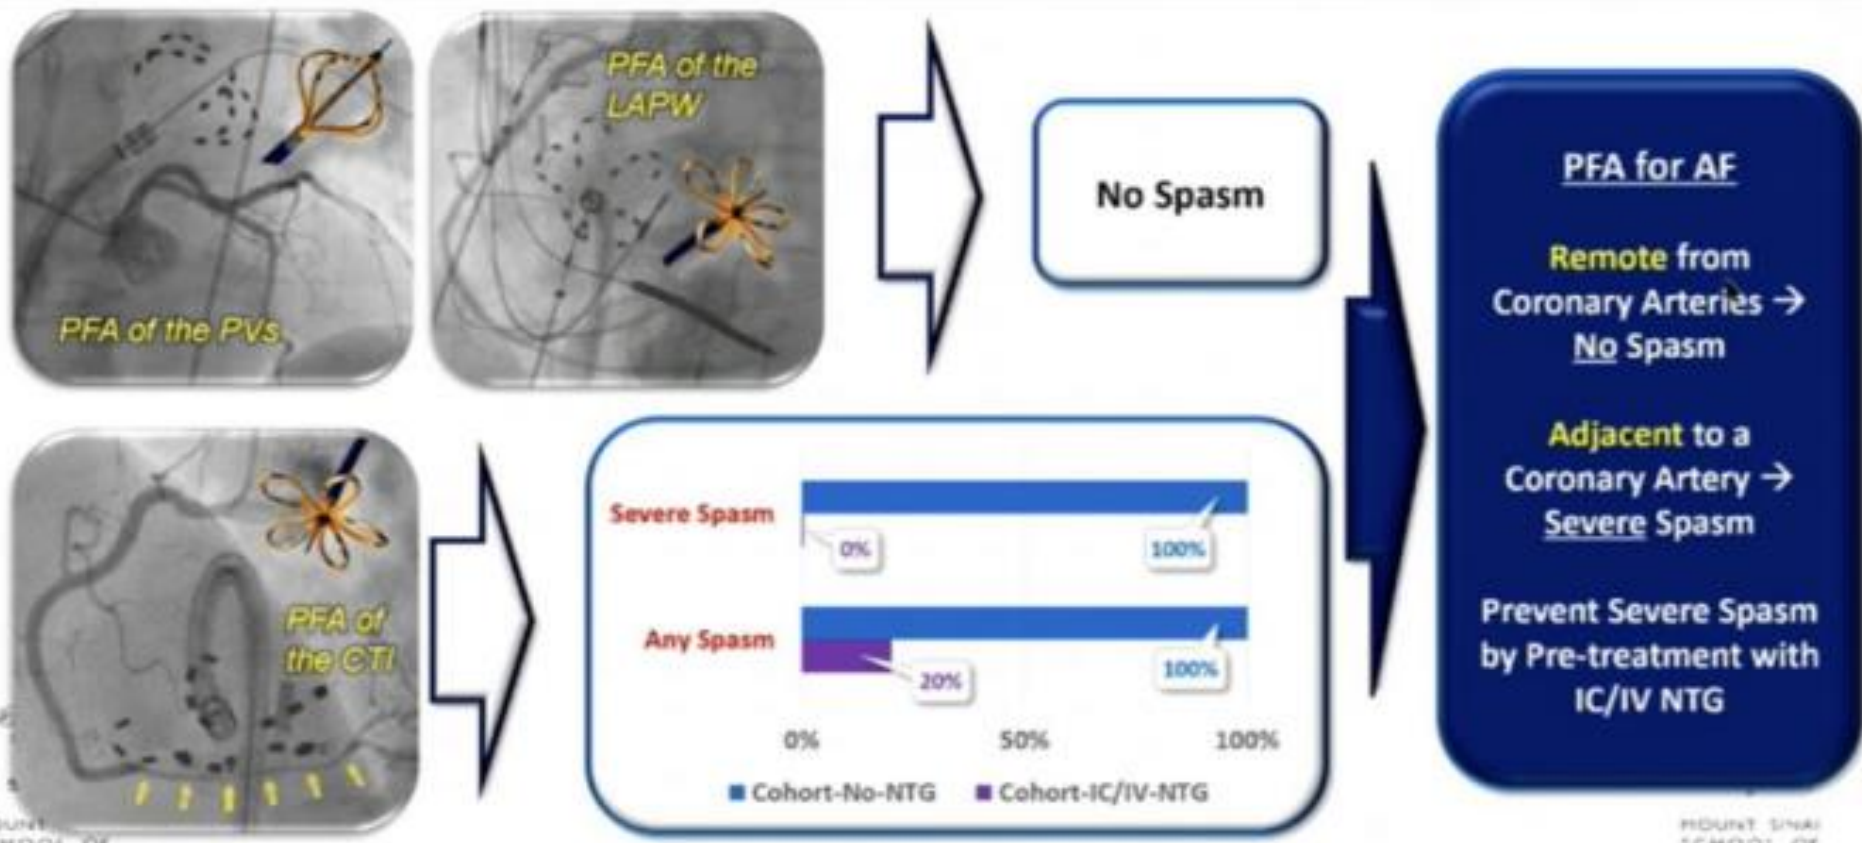 PFA of the PVs
PFA of the
LAPW
No Spasm
PFA of
the CTI
Severe Spasm
0%
100%
Any Spasm
20%
100%
0%
50%
100%
Cohort-No-NTG
Cohort-IC/IV-NTG
PFA for AF
Remote from
Coronary Arteries →
No Spasm
Adjacent to a
Coronary Artery →
Severe Spasm
Prevent Severe Spasm
by Pre-treatment with
IC/IV NTG
MOUNT SINAI
SCHOOL OF